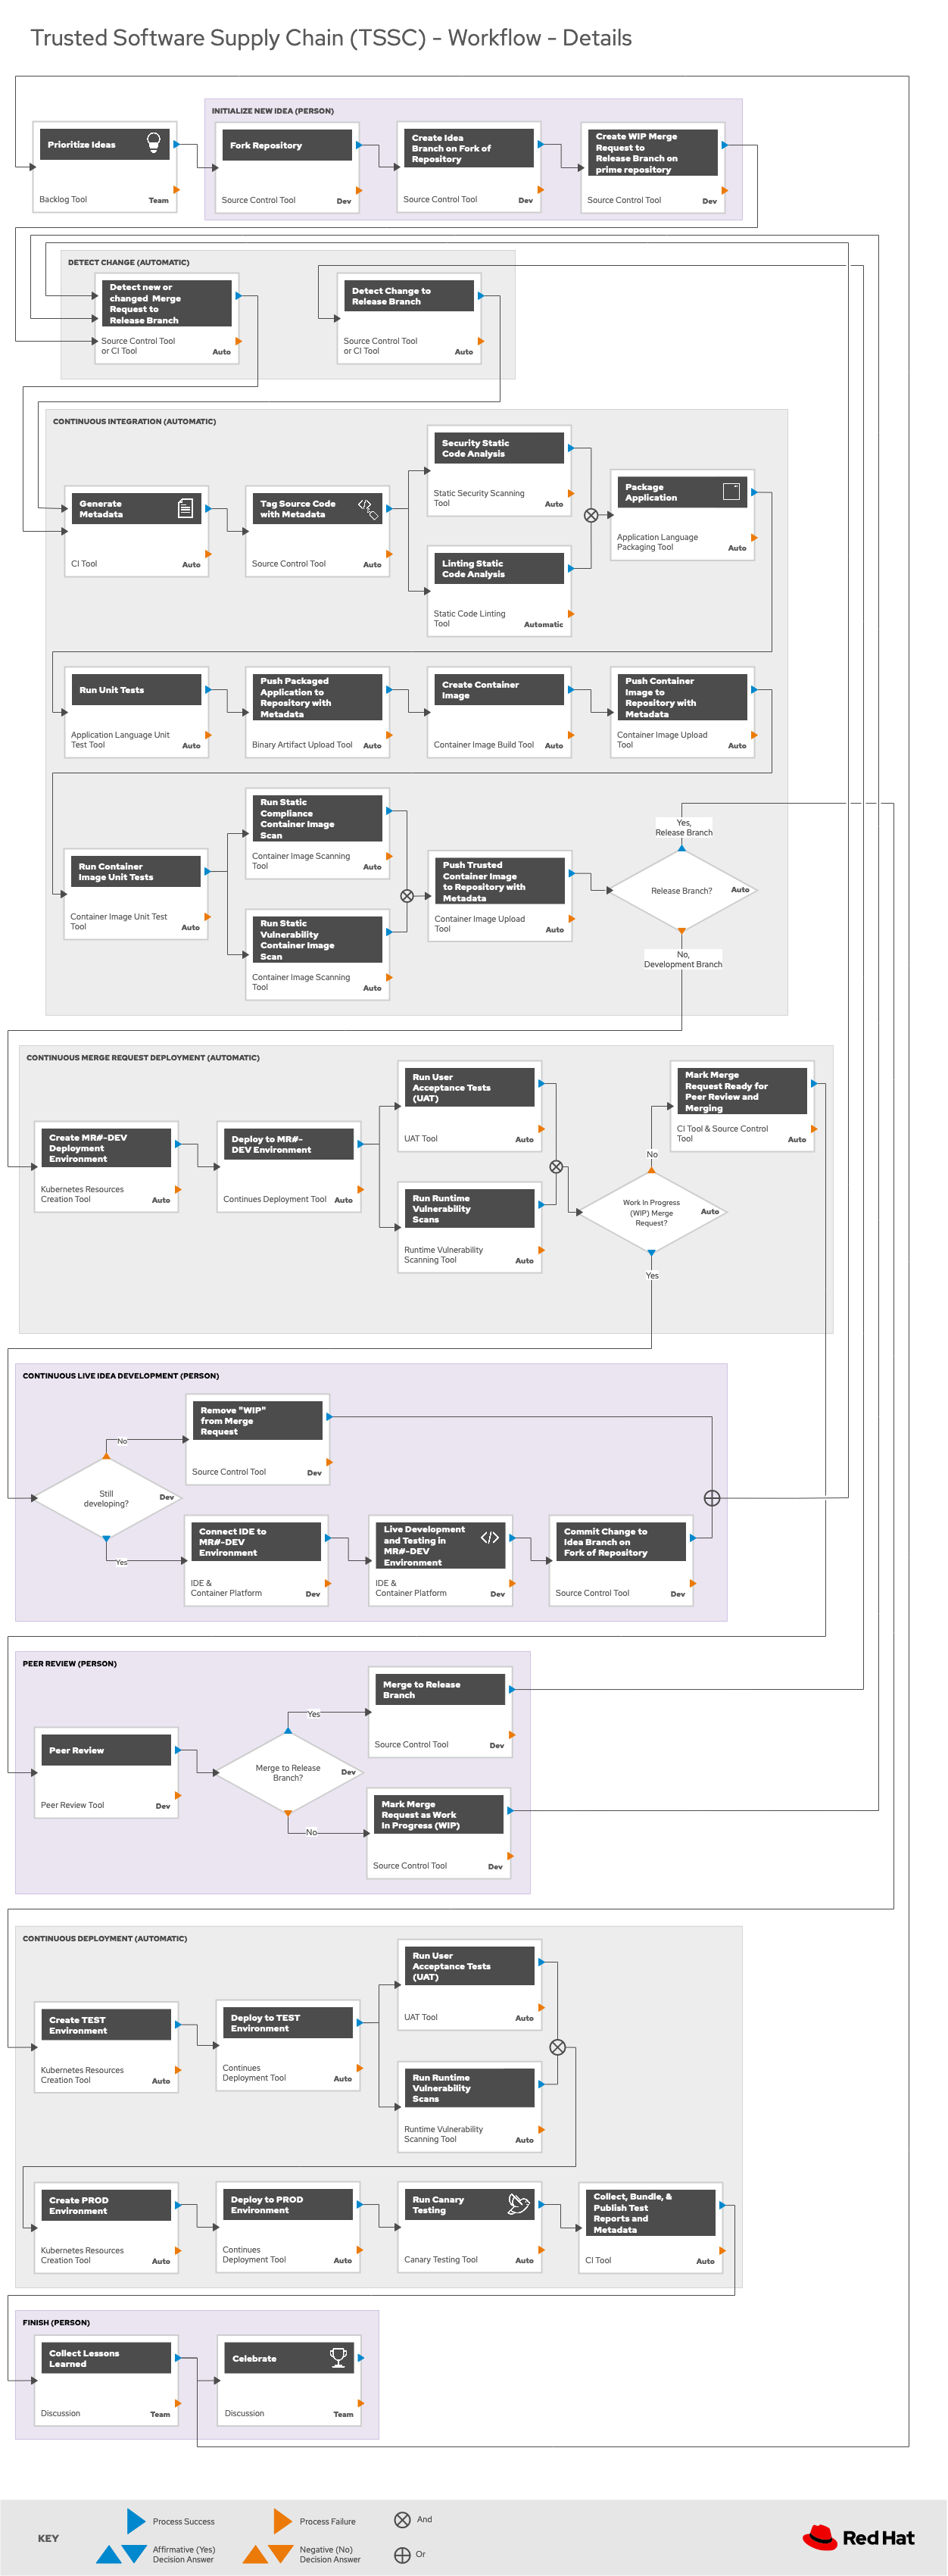 Trusted Software Supply Chain (TSSC) - Workflow - Details
INITIALIZE NEW IDEA (PERSON)
Prioritize Ideas
Backlog Tool
Team
Fork Repository
Source Control Tool
Dev
Create Idea
Branch on Fork of
Repository
Source Control Tool
Dev
Create WIP Merge
Request to
Release Branch on
prime repository
Source Control Tool
Dev
DETECT CHANGE (AUTOMATIC)
Detect new or
changed Merge
Request to
Release Branch
Source Control Tool
or CI Tool
Auto
Detect Change to
Release Branch
Source Control Tool
or CI Tool
Auto
CONTINUOUS INTEGRATION (AUTOMATIC)
Generate
Metadata
CI Tool
Auto
Tag Source Code
with Metadata
Source Control Tool
Auto
Security Static
Code Analysis
Static Security Scanning
Tool
Auto
Linting Static
Code Analysis
Static Code Linting
Tool
Automatic
Package
Application
Application Language
Packaging Tool
Auto
Run Unit Tests
Application Language Unit
Test Tool
Auto
Push Packaged
Application to
Repository with
Metadata
Binary Artifact Upload Tool
Auto
Create Container
Image
Container Image Build Tool
Auto
Push Container
Image to
Repository with
Metadata
Container Image Upload
Tool
Auto
Run Container
Image Unit Tests
Container Image Unit Test
Tool
Auto
Run Static
Compliance
Container Image
Scan
Container Image Scanning
Tool
Auto
Run Static
Vulnerability
Container Image
Scan
Container Image Scanning
Tool
Auto
Push Trusted
Container Image
to Repository with
Metadata
Container Image Upload
Tool
Auto
Yes,
Release Branch
Release Branch?
Auto
No,
Development Branch
CONTINUOUS MERGE REQUEST DEPLOYMENT (AUTOMATIC)
Create MR#-DEV
Deployment
Environment
Kubernetes Resources
Creation Tool
Auto
Deploy to MR#-
DEV Environment
Continues Deployment Tool
Auto
Run User
Acceptance Tests
(UAT)
UAT Tool
Auto
Run Runtime
Vulnerability
Scans
Runtime Vulnerability
Scanning Tool
Auto
Mark Merge
Request Ready for
Peer Review and
Merging
CI Tool & Source Control
Tool
Auto
No
Work In Progress
(WIP) Merge
Request?
Auto
Yes
CONTINUOUS LIVE IDEA DEVELOPMENT (PERSON)
Remove "WIP"
from Merge
Request
Source Control Tool
Dev
No
Still
developing?
Dev
Yes
Connect IDE to
MR#-DEV
Environment
IDE &
Container Platform
Dev
Live Development
and Testing in
MR#-DEV
Environment
IDE &
Container Platform
Dev
Commit Change to
Idea Branch on
Fork of Repository
Source Control Tool
Dev
PEER REVIEW (PERSON)
Peer Review
Peer Review Tool
Dev
Yes
Merge to Release
Branch?
Dev
No
Merge to Release
Branch
Source Control Tool
Dev
Mark Merge
Request as Work
In Progress (WIP)
Source Control Tool
Dev
CONTINUOUS DEPLOYMENT (AUTOMATIC)
Create TEST
Environment
Kubernetes Resources
Creation Tool
Auto
Deploy to TEST
Environment
Continues
Deployment Tool
Auto
Run User
Acceptance Tests
(UAT)
UAT Tool
Auto
Run Runtime
Vulnerability
Scans
Runtime Vulnerability
Scanning Tool
Auto
Create PROD
Environment
Kubernetes Resources
Creation Tool
Auto
Deploy to PROD
Environment
Continues
Deployment Tool
Auto
Run Canary
Testing
Canary Testing Tool
Auto
Collect, Bundle, &
Publish Test
Reports and
Metadata
CI Tool
Auto
FINISH (PERSON)
Collect Lessons
Learned
Discussion
Team
Celebrate
Discussion
Team
KEY
Process Success
Affirmative (Yes)
Decision Answer
Process Failure
Negative (No)
Decision Answer
And
Or
Red Hat